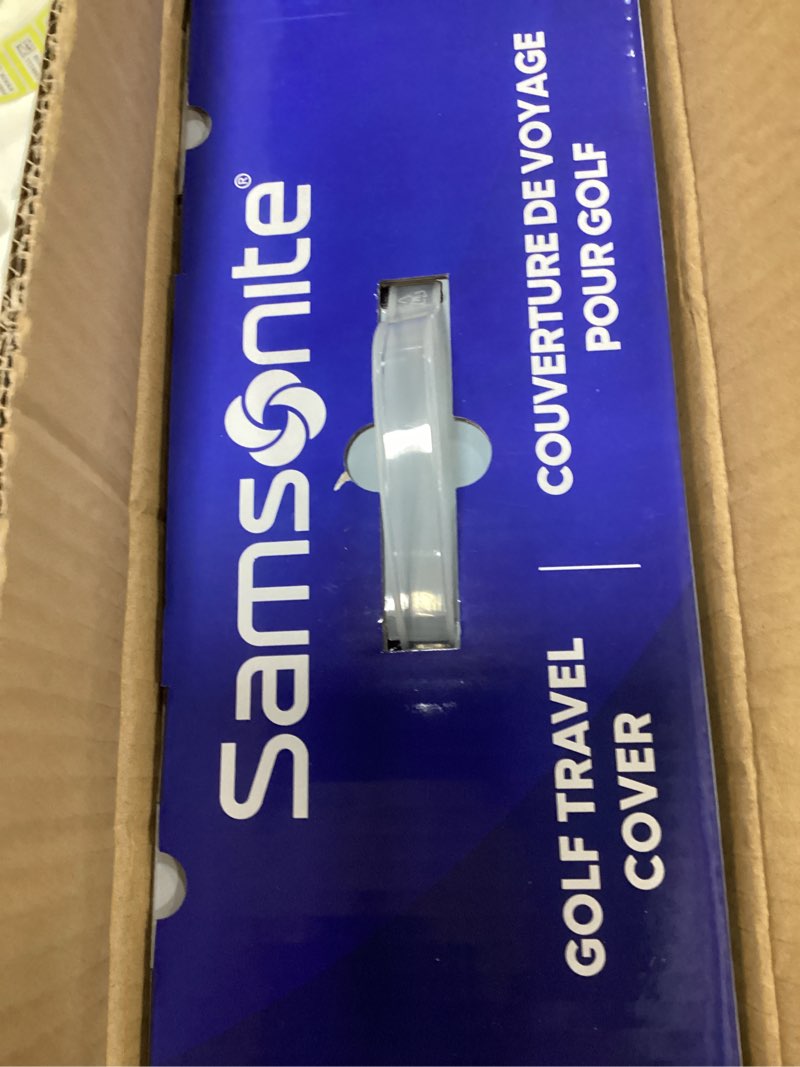 Samsonite®
GOLF TRAVEL
COVER
COUVERTURE DE VOYAGE
POUR GOLF